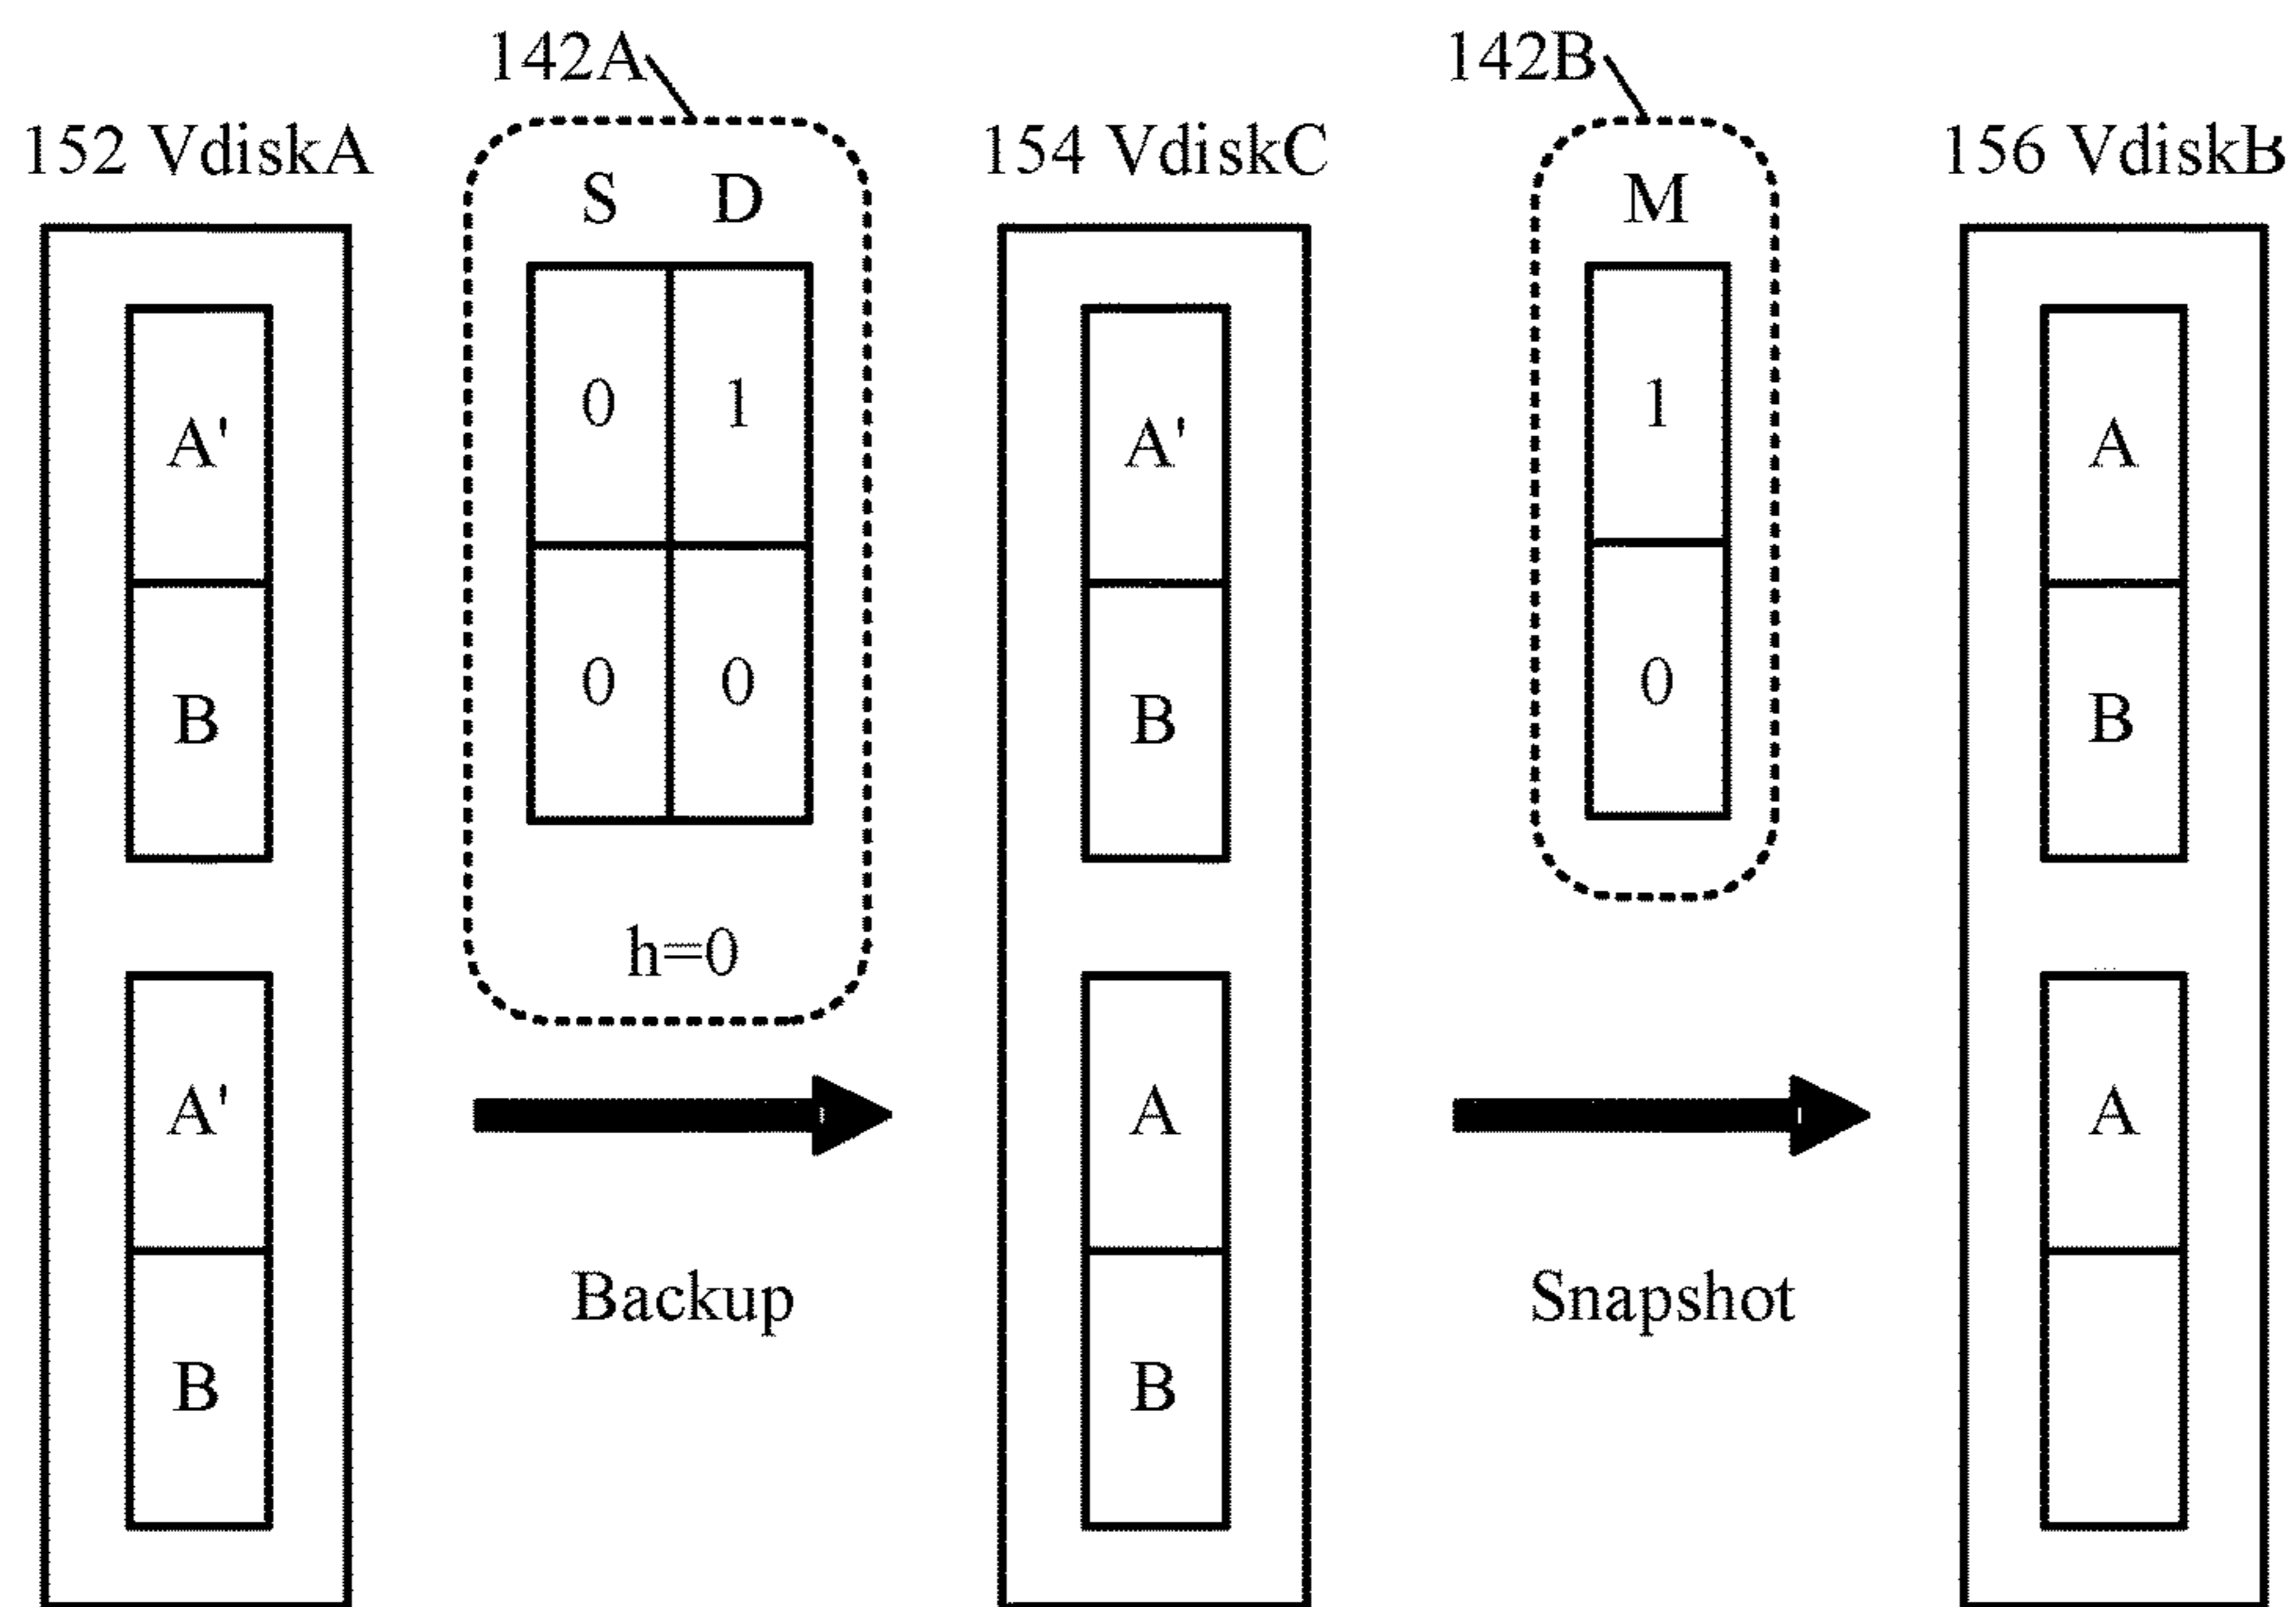 142A 142B
152 VdiskA 154 VdiskC 156 VdiskB
S D M
0 1 1
A' A' A
0 0 0
B B B
h=0
A' A A
Backup Snapshot
B B